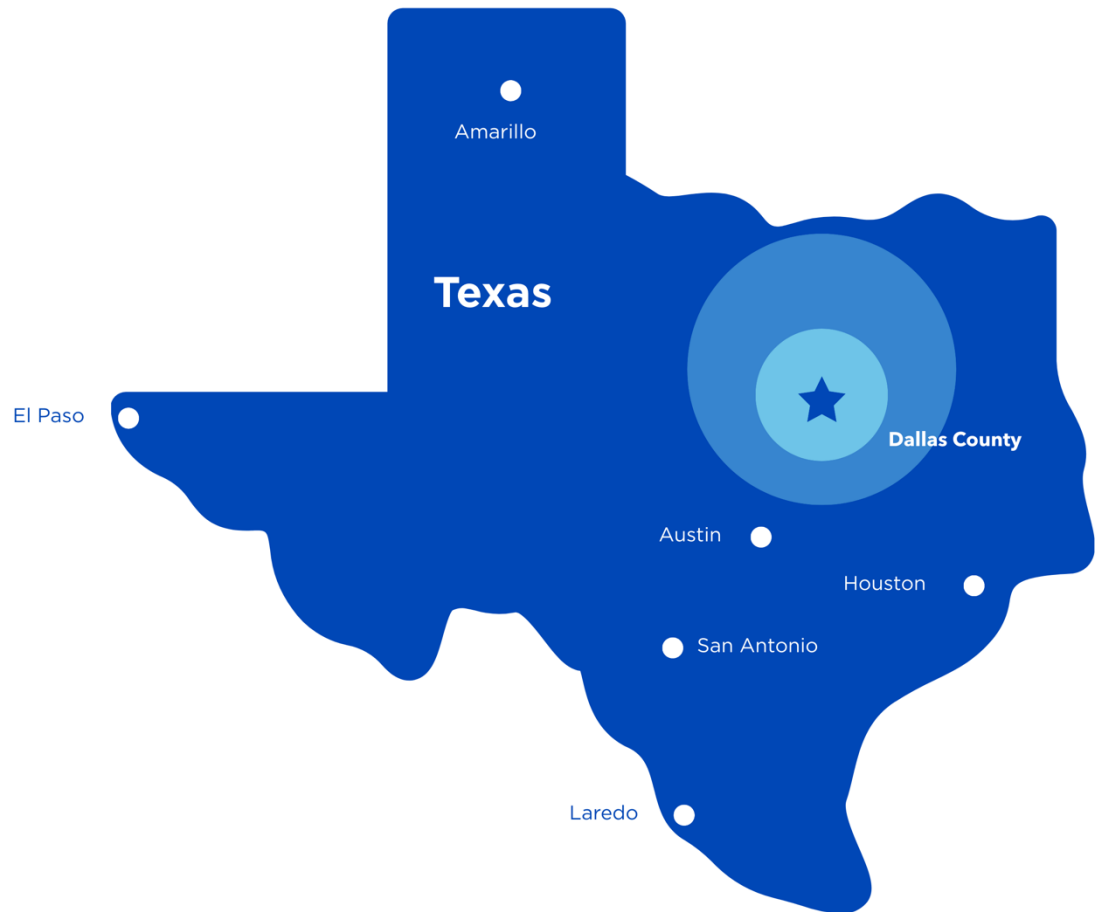 Amarillo
Texas
El Paso
Dallas County
Austin
Houston
San Antonio
Laredo